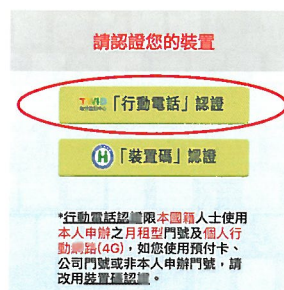 請認證您的裝置
「行動電話」認證
「裝置碼」認證
*行動電話認證限本國籍人士使用
本人申辦之月租型門號及個人行
動網路(4G)，如您使用預付卡、
公司門號或非本人申辦門號，請
改用裝置碼認證。